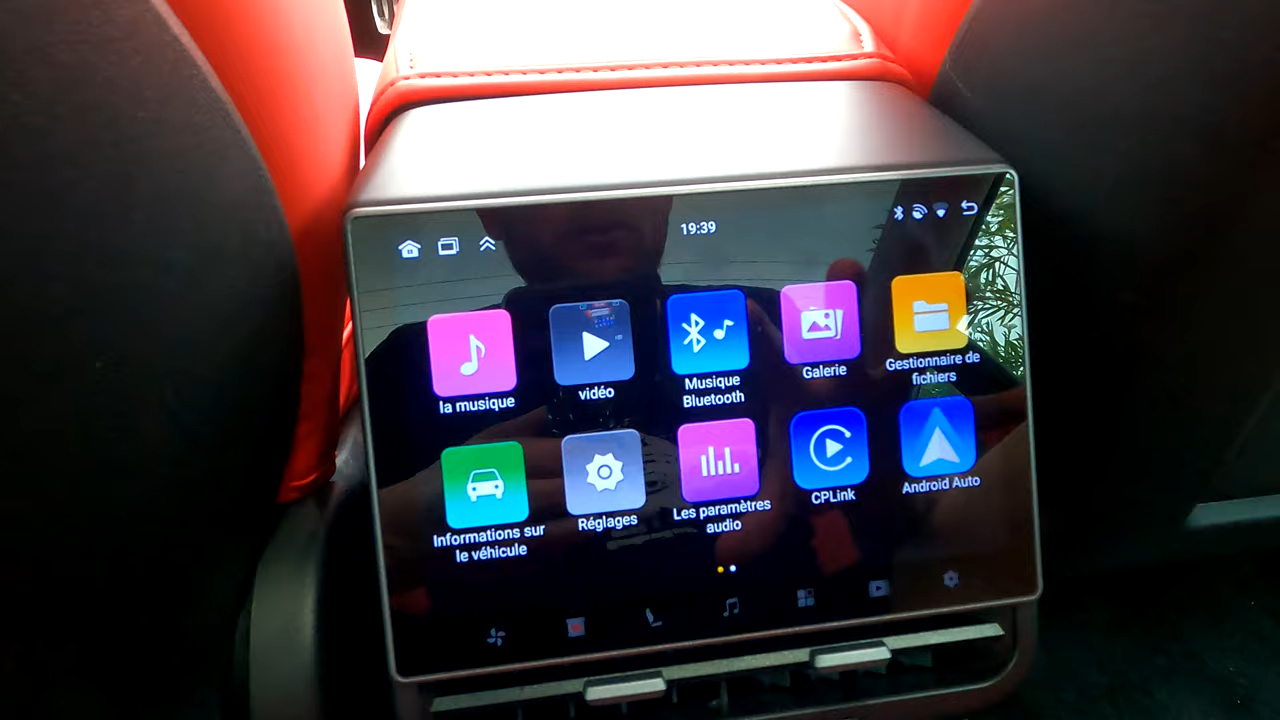 19:39
la musique
vidéo
Musique
Bluetooth
Galerie
Gestionnaire de
fichiers
Informations sur
le véhicule
Réglages
Les paramètres
audio
CPLink
Android Auto